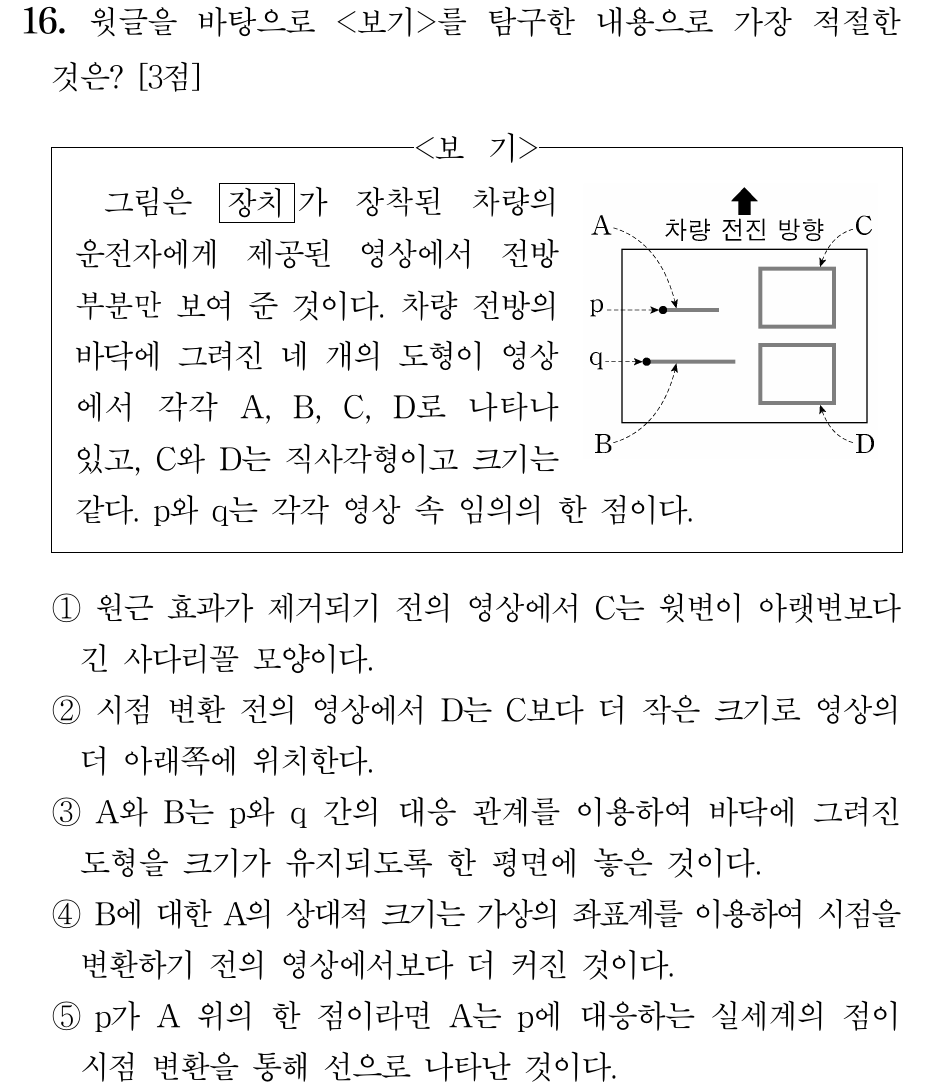 16. 윗글을 바탕으로 <보기>를 탐구한 내용으로 가장 적절한
것은? [3점]
<보 기>
그림은 장치가 장착된 차량의
운전자에게 제공된 영상에서 전방
부분만 보여 준 것이다. 차량 전방의
바닥에 그려진 네 개의 도형이 영상
에서 각각 A, B, C, D로 나타나
있고, C와 D는 직사각형이고 크기는
같다. p와 q는 각각 영상 속 임의의 한 점이다.
차량 전진 방향
A
C
p
q
B
D
① 원근 효과가 제거되기 전의 영상에서 C는 윗변이 아랫변보다
긴 사다리꼴 모양이다.
② 시점 변환 전의 영상에서 D는 C보다 더 작은 크기로 영상의
더 아래쪽에 위치한다.
③ A와 B는 p와 q 간의 대응 관계를 이용하여 바닥에 그려진
도형을 크기가 유지되도록 한 평면에 놓은 것이다.
④ B에 대한 A의 상대적 크기는 가상의 좌표계를 이용하여 시점을
변환하기 전의 영상에서보다 더 커진 것이다.
⑤ p가 A 위의 한 점이라면 A는 p에 대응하는 실세계의 점이
시점 변환을 통해 선으로 나타난 것이다.